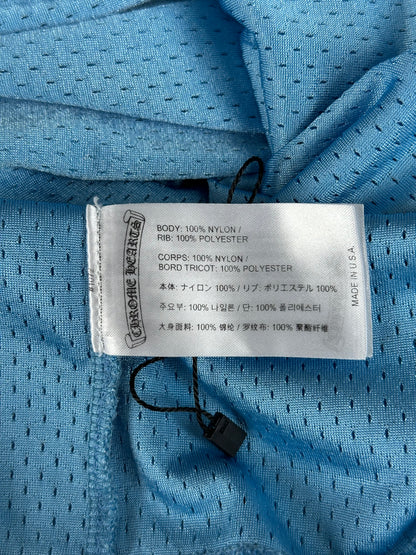 CHROME HEARTS
BODY: 100% NYLON /
RIB: 100% POLYESTER
CORPS: 100% NYLON /
BORD TRICOT: 100% POLYESTER
本体: ナイロン 100% / リブ: ポリエステル 100%
주요부: 100% 나일론 / 단: 100% 폴리에스터
大身面料: 100% 锦纶 / 罗纹布: 100% 聚酯纤维
MADE IN U.S.A.